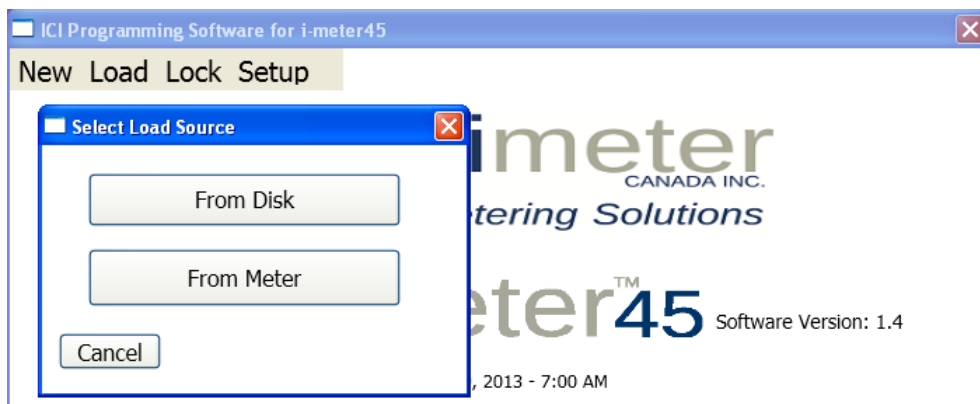 ICI Programming Software for i-meter45
New Load Lock Setup
Select Load Source
From Disk
From Meter
Cancel
imeter
CANADA INC.
tering Solutions
eter™45
Software Version: 1.4
, 2013 - 7:00 AM